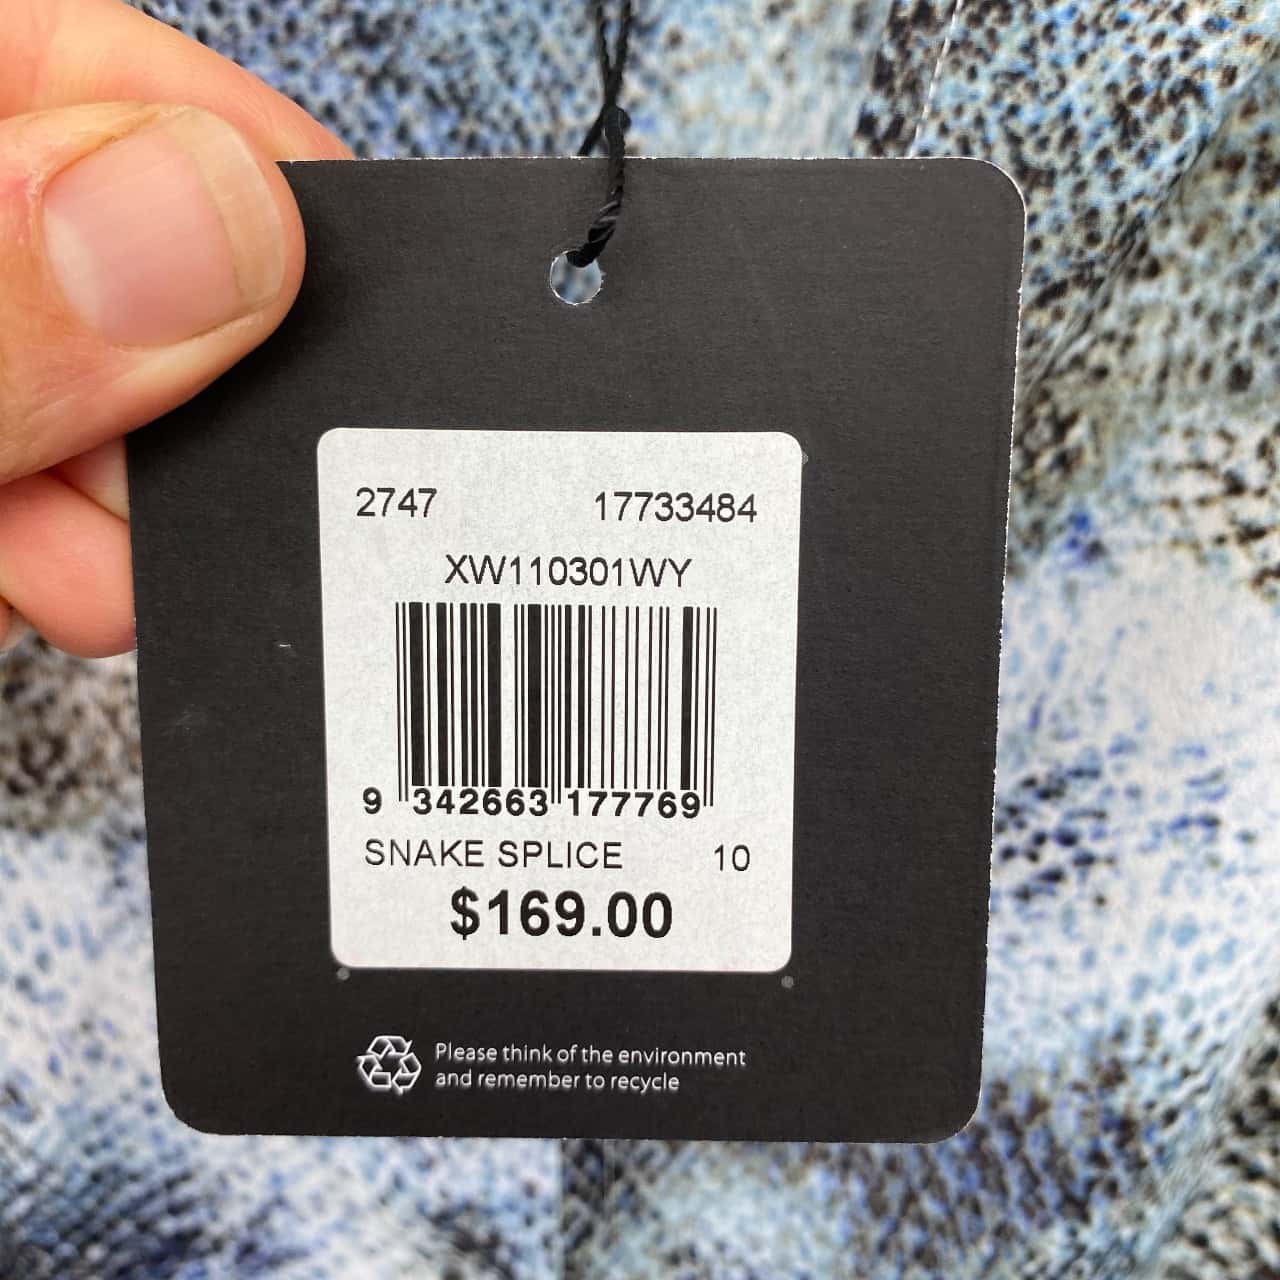 2747 17733484
XW110301WY
9 342663 177769
SNAKE SPLICE 10
$169.00
Please think of the environment
and remember to recycle